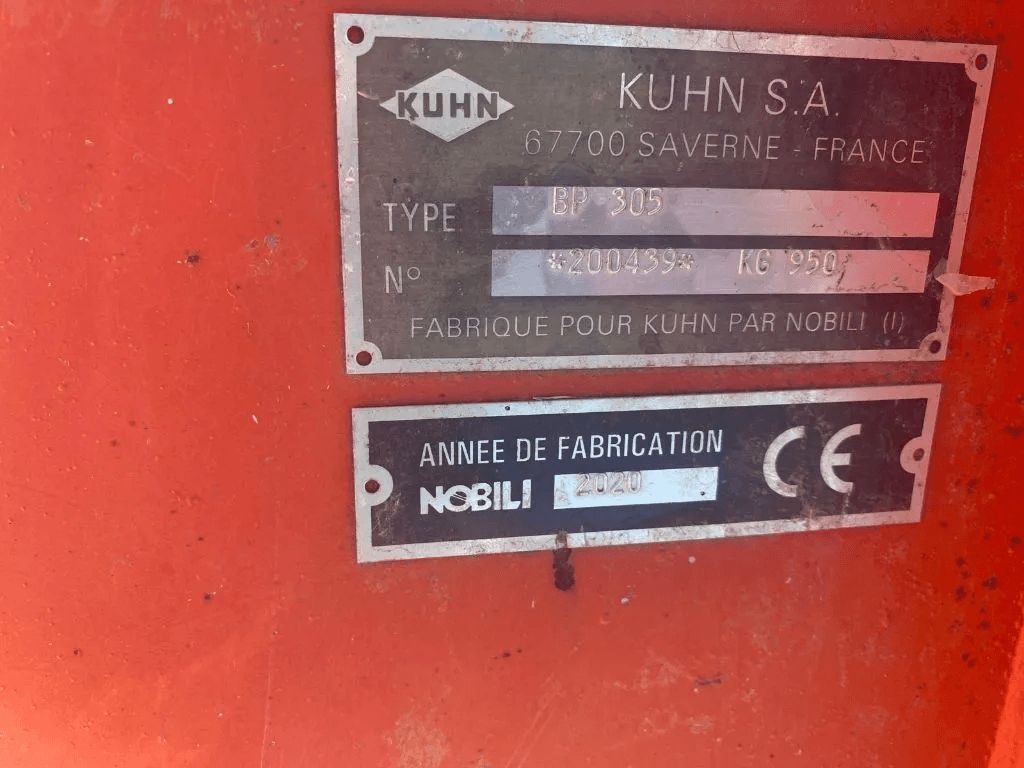 KUHN
KUHN S.A.
67700 SAVERNE - FRANCE
TYPE BP 305
N° *200439* KG 950
FABRIQUE POUR KUHN PAR NOBILI (I)
ANNEE DE FABRICATION
NOBILI 2020
CE